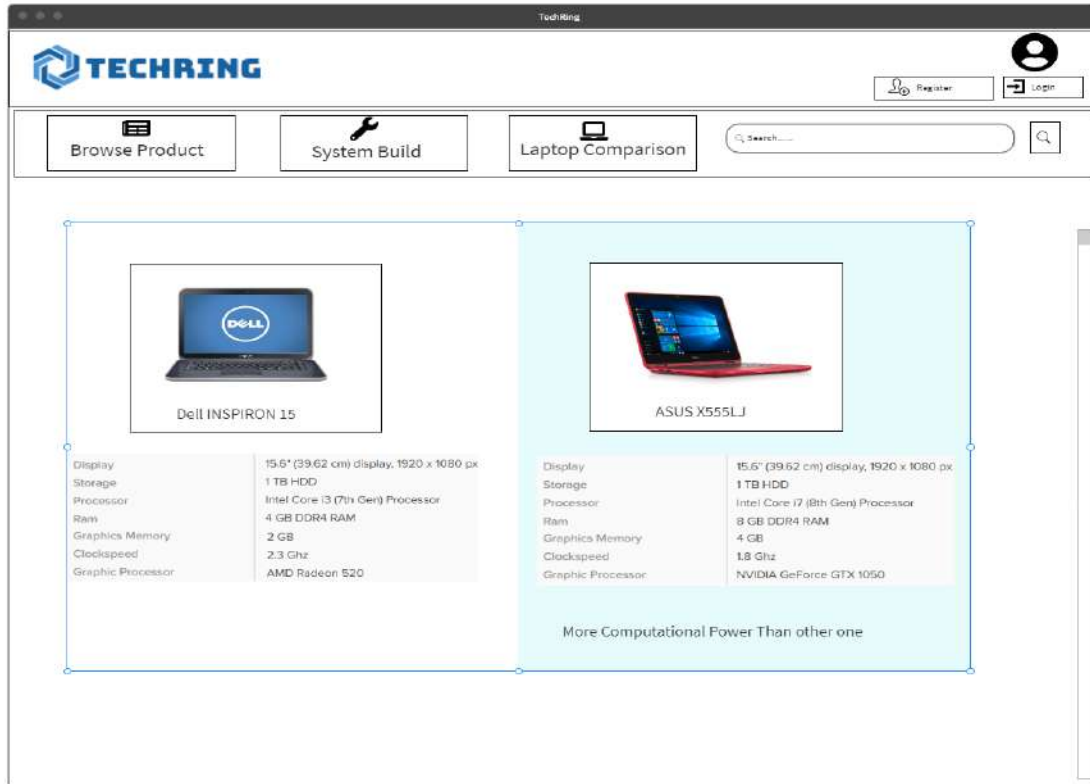 TechRing
TECHRING
Register
Login
Browse Product
System Build
Laptop Comparison
Search......
DELL
Dell INSPIRON 15
ASUS X555LJ
Display 15.6" (39.62 cm) display, 1920 x 1080 px
Storage 1 TB HDD
Processor Intel Core i3 (7th Gen) Processor
Ram 4 GB DDR4 RAM
Graphics Memory 2 GB
Clockspeed 2.3 Ghz
Graphic Processor AMD Radeon 520
Display 15.6" (39.62 cm) display, 1920 x 1080 px
Storage 1 TB HDD
Processor Intel Core i7 (8th Gen) Processor
Ram 8 GB DDR4 RAM
Graphics Memory 4 GB
Clockspeed 1.8 Ghz
Graphic Processor NVIDIA GeForce GTX 1050
More Computational Power Than other one